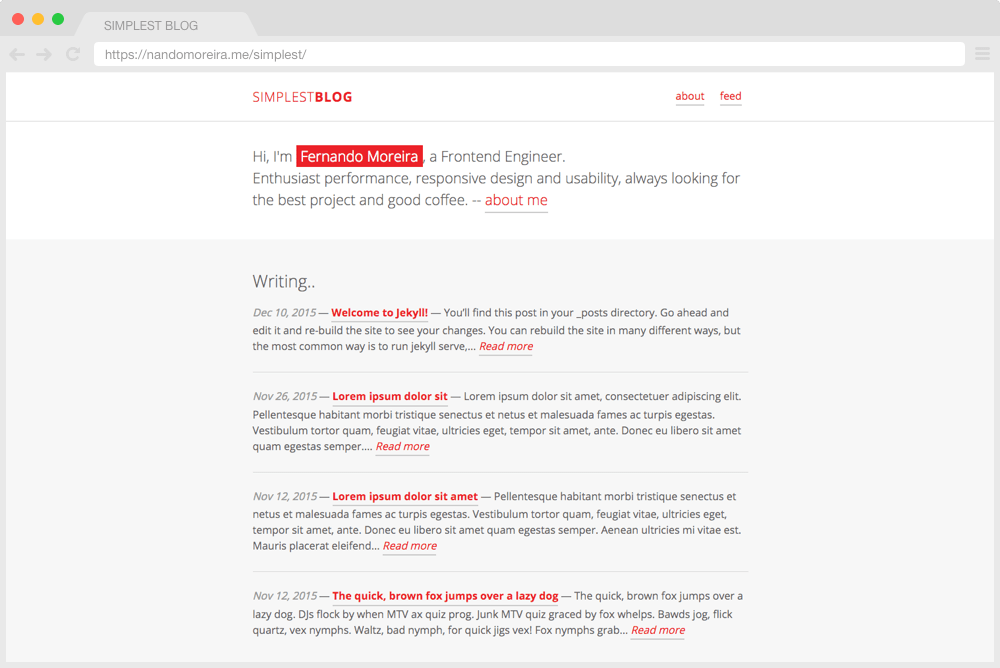 SIMPLEST BLOG
https://nandomoreira.me/simplest/
SIMPLESTBLOG
about feed
Hi, I'm Fernando Moreira, a Frontend Engineer.
Enthusiast performance, responsive design and usability, always looking for
the best project and good coffee. -- about me
Writing..
Dec 10, 2015 — Welcome to Jekyll! — You’ll find this post in your _posts directory. Go ahead and
edit it and re-build the site to see your changes. You can rebuild the site in many different ways, but
the most common way is to run jekyll serve,... Read more
Nov 26, 2015 — Lorem ipsum dolor sit — Lorem ipsum dolor sit amet, consectetuer adipiscing elit.
Pellentesque habitant morbi tristique senectus et netus et malesuada fames ac turpis egestas.
Vestibulum tortor quam, feugiat vitae, ultricies eget, tempor sit amet, ante. Donec eu libero sit amet
quam egestas semper.... Read more
Nov 12, 2015 — Lorem ipsum dolor sit amet — Pellentesque habitant morbi tristique senectus et
netus et malesuada fames ac turpis egestas. Vestibulum tortor quam, feugiat vitae, ultricies eget,
tempor sit amet, ante. Donec eu libero sit amet quam egestas semper. Aenean ultricies mi vitae est.
Mauris placerat eleifend... Read more
Nov 12, 2015 — The quick, brown fox jumps over a lazy dog — The quick, brown fox jumps over a
lazy dog. DJs flock by when MTV ax quiz prog. Junk MTV quiz graced by fox whelps. Bawds jog, flick
quartz, vex nymphs. Waltz, bad nymph, for quick jigs vex! Fox nymphs grab... Read more